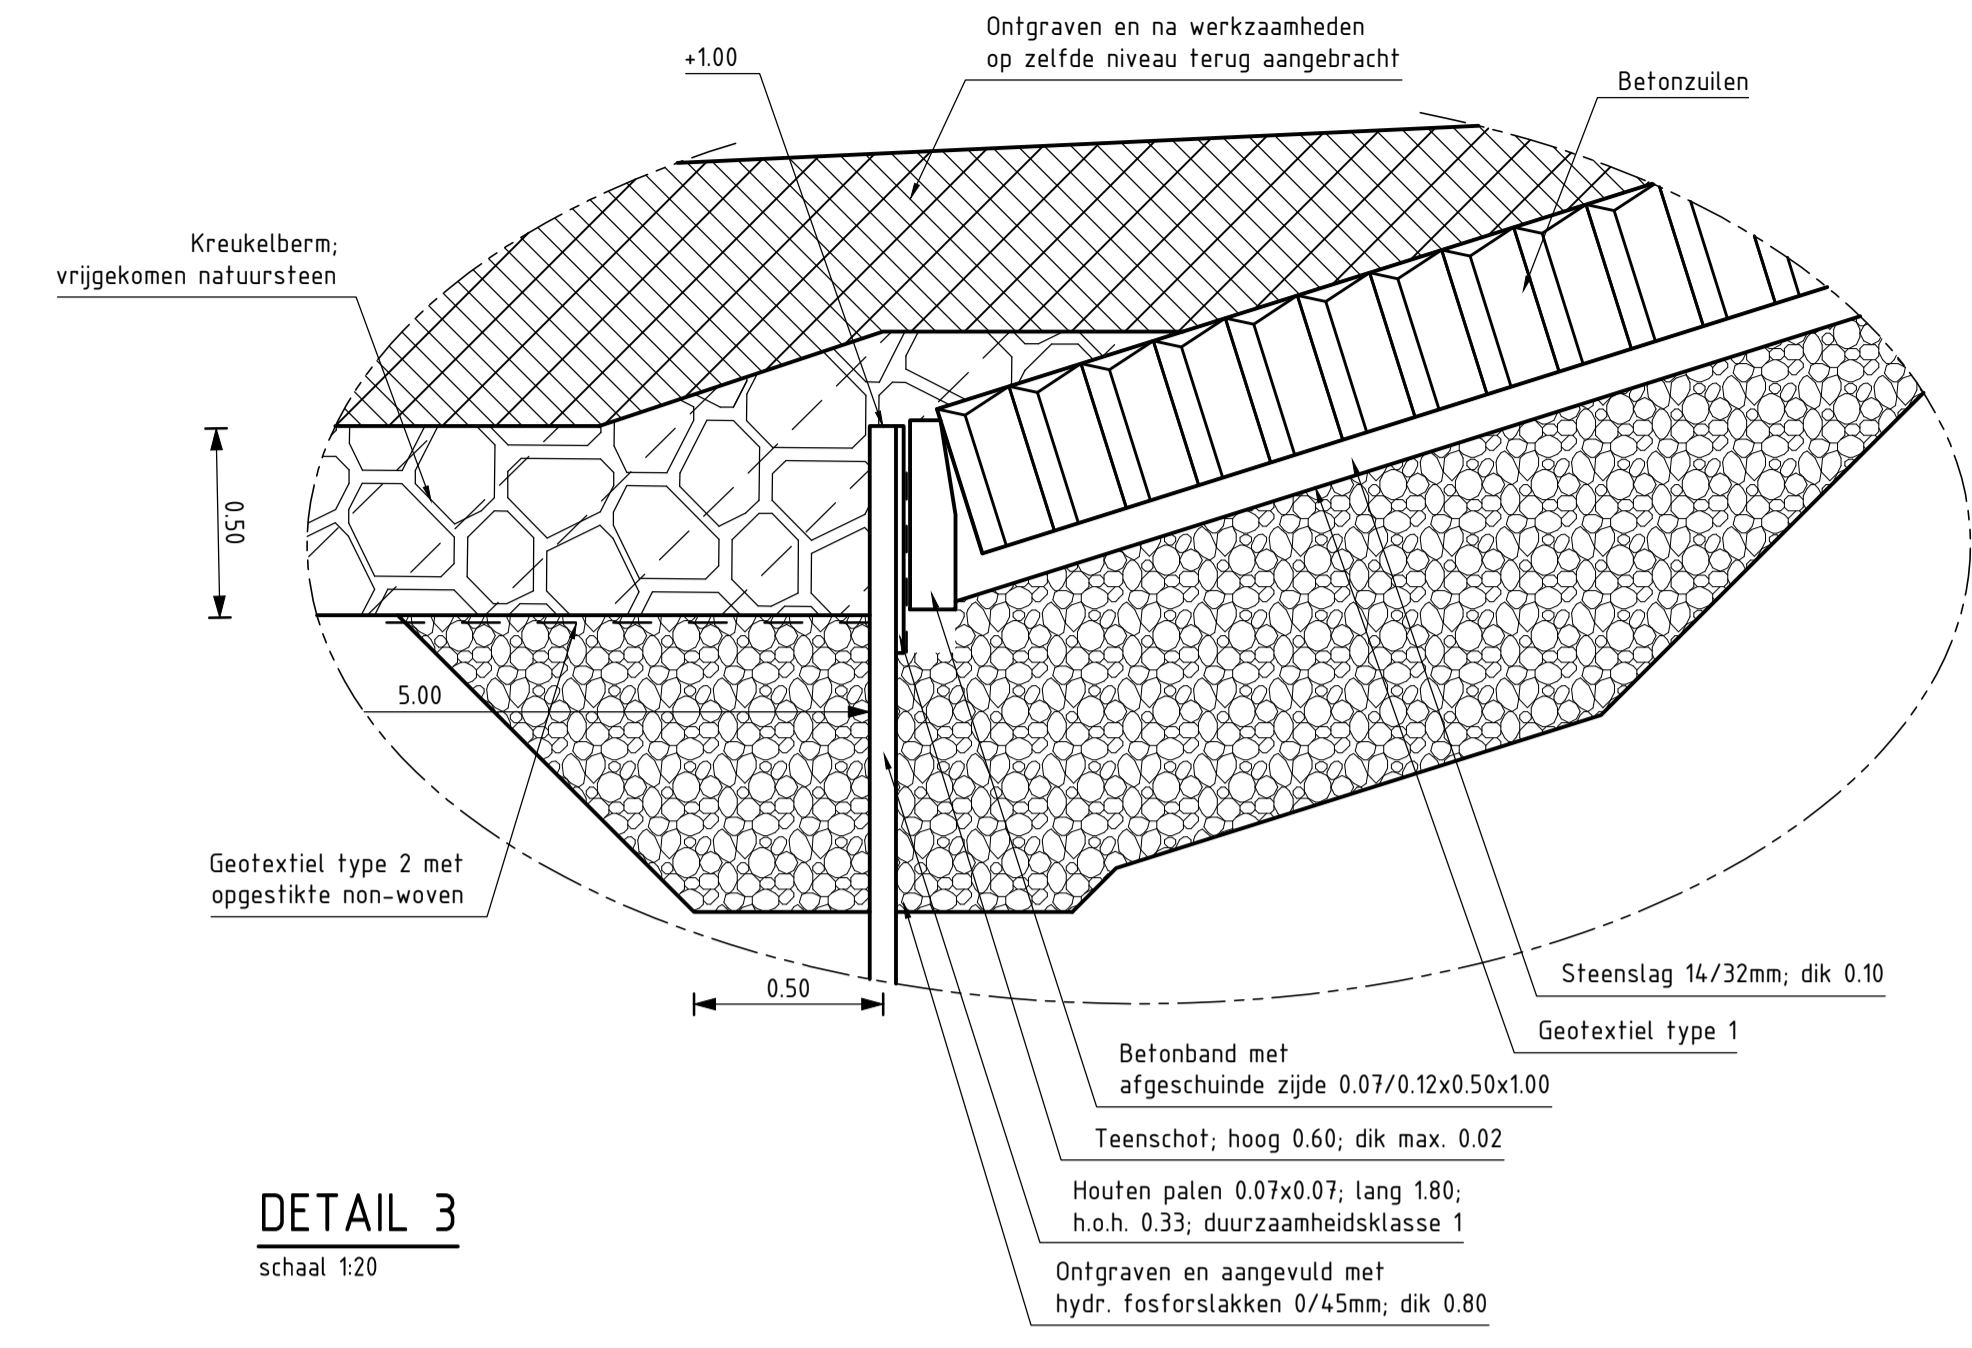 Ontgraven en na werkzaamheden
op zelfde niveau terug aangebracht
+1.00
Betonzuilen
Kreukelberm;
vrijgekomen natuursteen
0.50
5.00
Geotextiel type 2 met
opgestikte non-woven
0.50
Steenslag 14/32mm; dik 0.10
Geotextiel type 1
Betonband met
afgeschuinde zijde 0.07/0.12x0.50x1.00
Teenschot; hoog 0.60; dik max. 0.02
Houten palen 0.07x0.07; lang 1.80;
h.o.h. 0.33; duurzaamheidsklasse 1
Ontgraven en aangevuld met
hydr. fosforslakken 0/45mm; dik 0.80
DETAIL 3
schaal 1:20